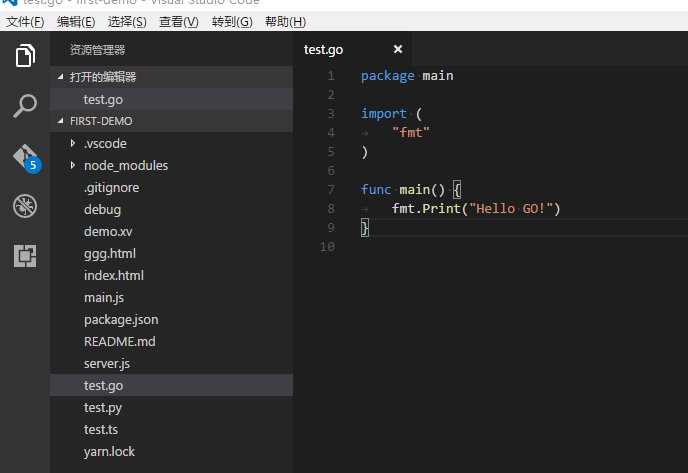 test.go - first-demo - Visual Studio Code
文件(F) 编辑(E) 选择(S) 查看(V) 转到(G) 帮助(H)
资源管理器
打开的编辑器
test.go
FIRST-DEMO
.vscode
node_modules
.gitignore
debug
demo.xv
ggg.html
index.html
main.js
package.json
README.md
server.js
test.go
test.py
test.ts
yarn.lock
5
test.go
1 package main
2
3 import (
4 "fmt"
5 )
6
7 func main() {
8 fmt.Print("Hello GO!")
9 }
10